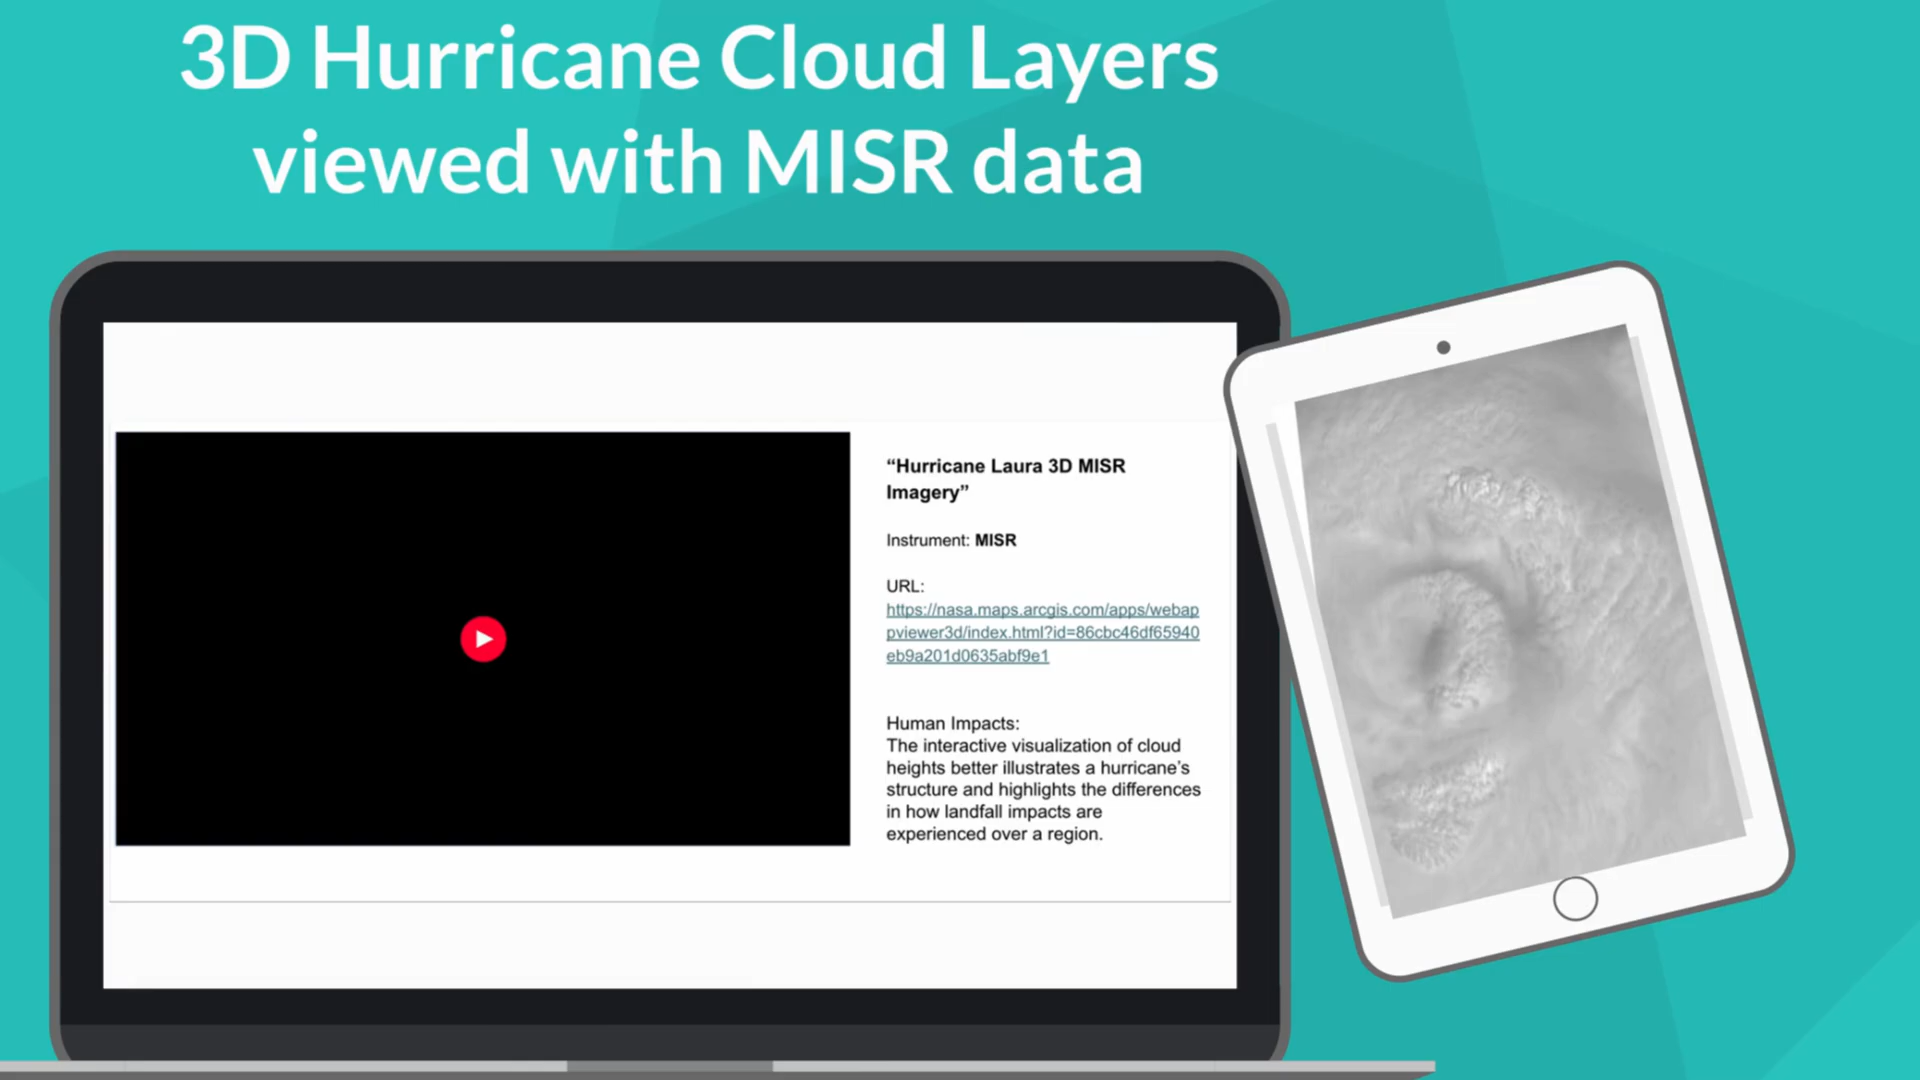 3D Hurricane Cloud Layers
viewed with MISR data
“Hurricane Laura 3D MISR
Imagery”
Instrument: MISR
URL:
https://nasa.maps.arcgis.com/apps/webap
pviewer3d/index.html?id=86cbc46df65940
eb9a201d0635abf9e1
Human Impacts:
The interactive visualization of cloud
heights better illustrates a hurricane’s
structure and highlights the differences
in how landfall impacts are
experienced over a region.